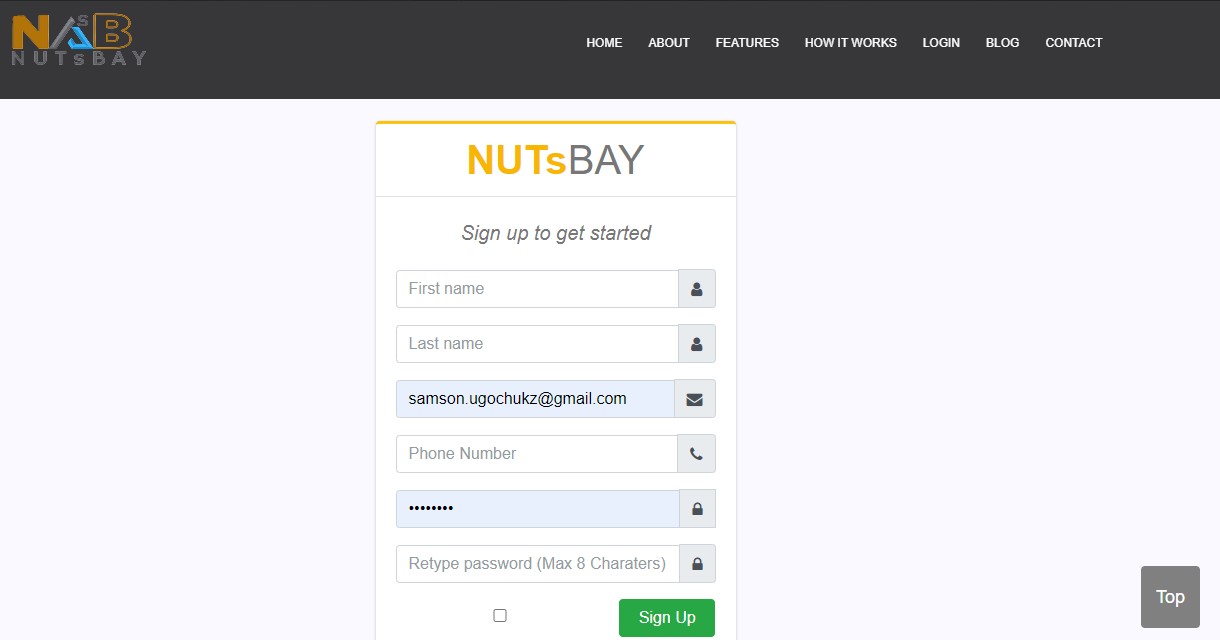 NAsB
NUTsBAY
HOME ABOUT FEATURES HOW IT WORKS LOGIN BLOG CONTACT
NUTsBAY
Sign up to get started
First name
Last name
samson.ugochukz@gmail.com
Phone Number
••••••••
Retype password (Max 8 Charaters)
Sign Up
Top